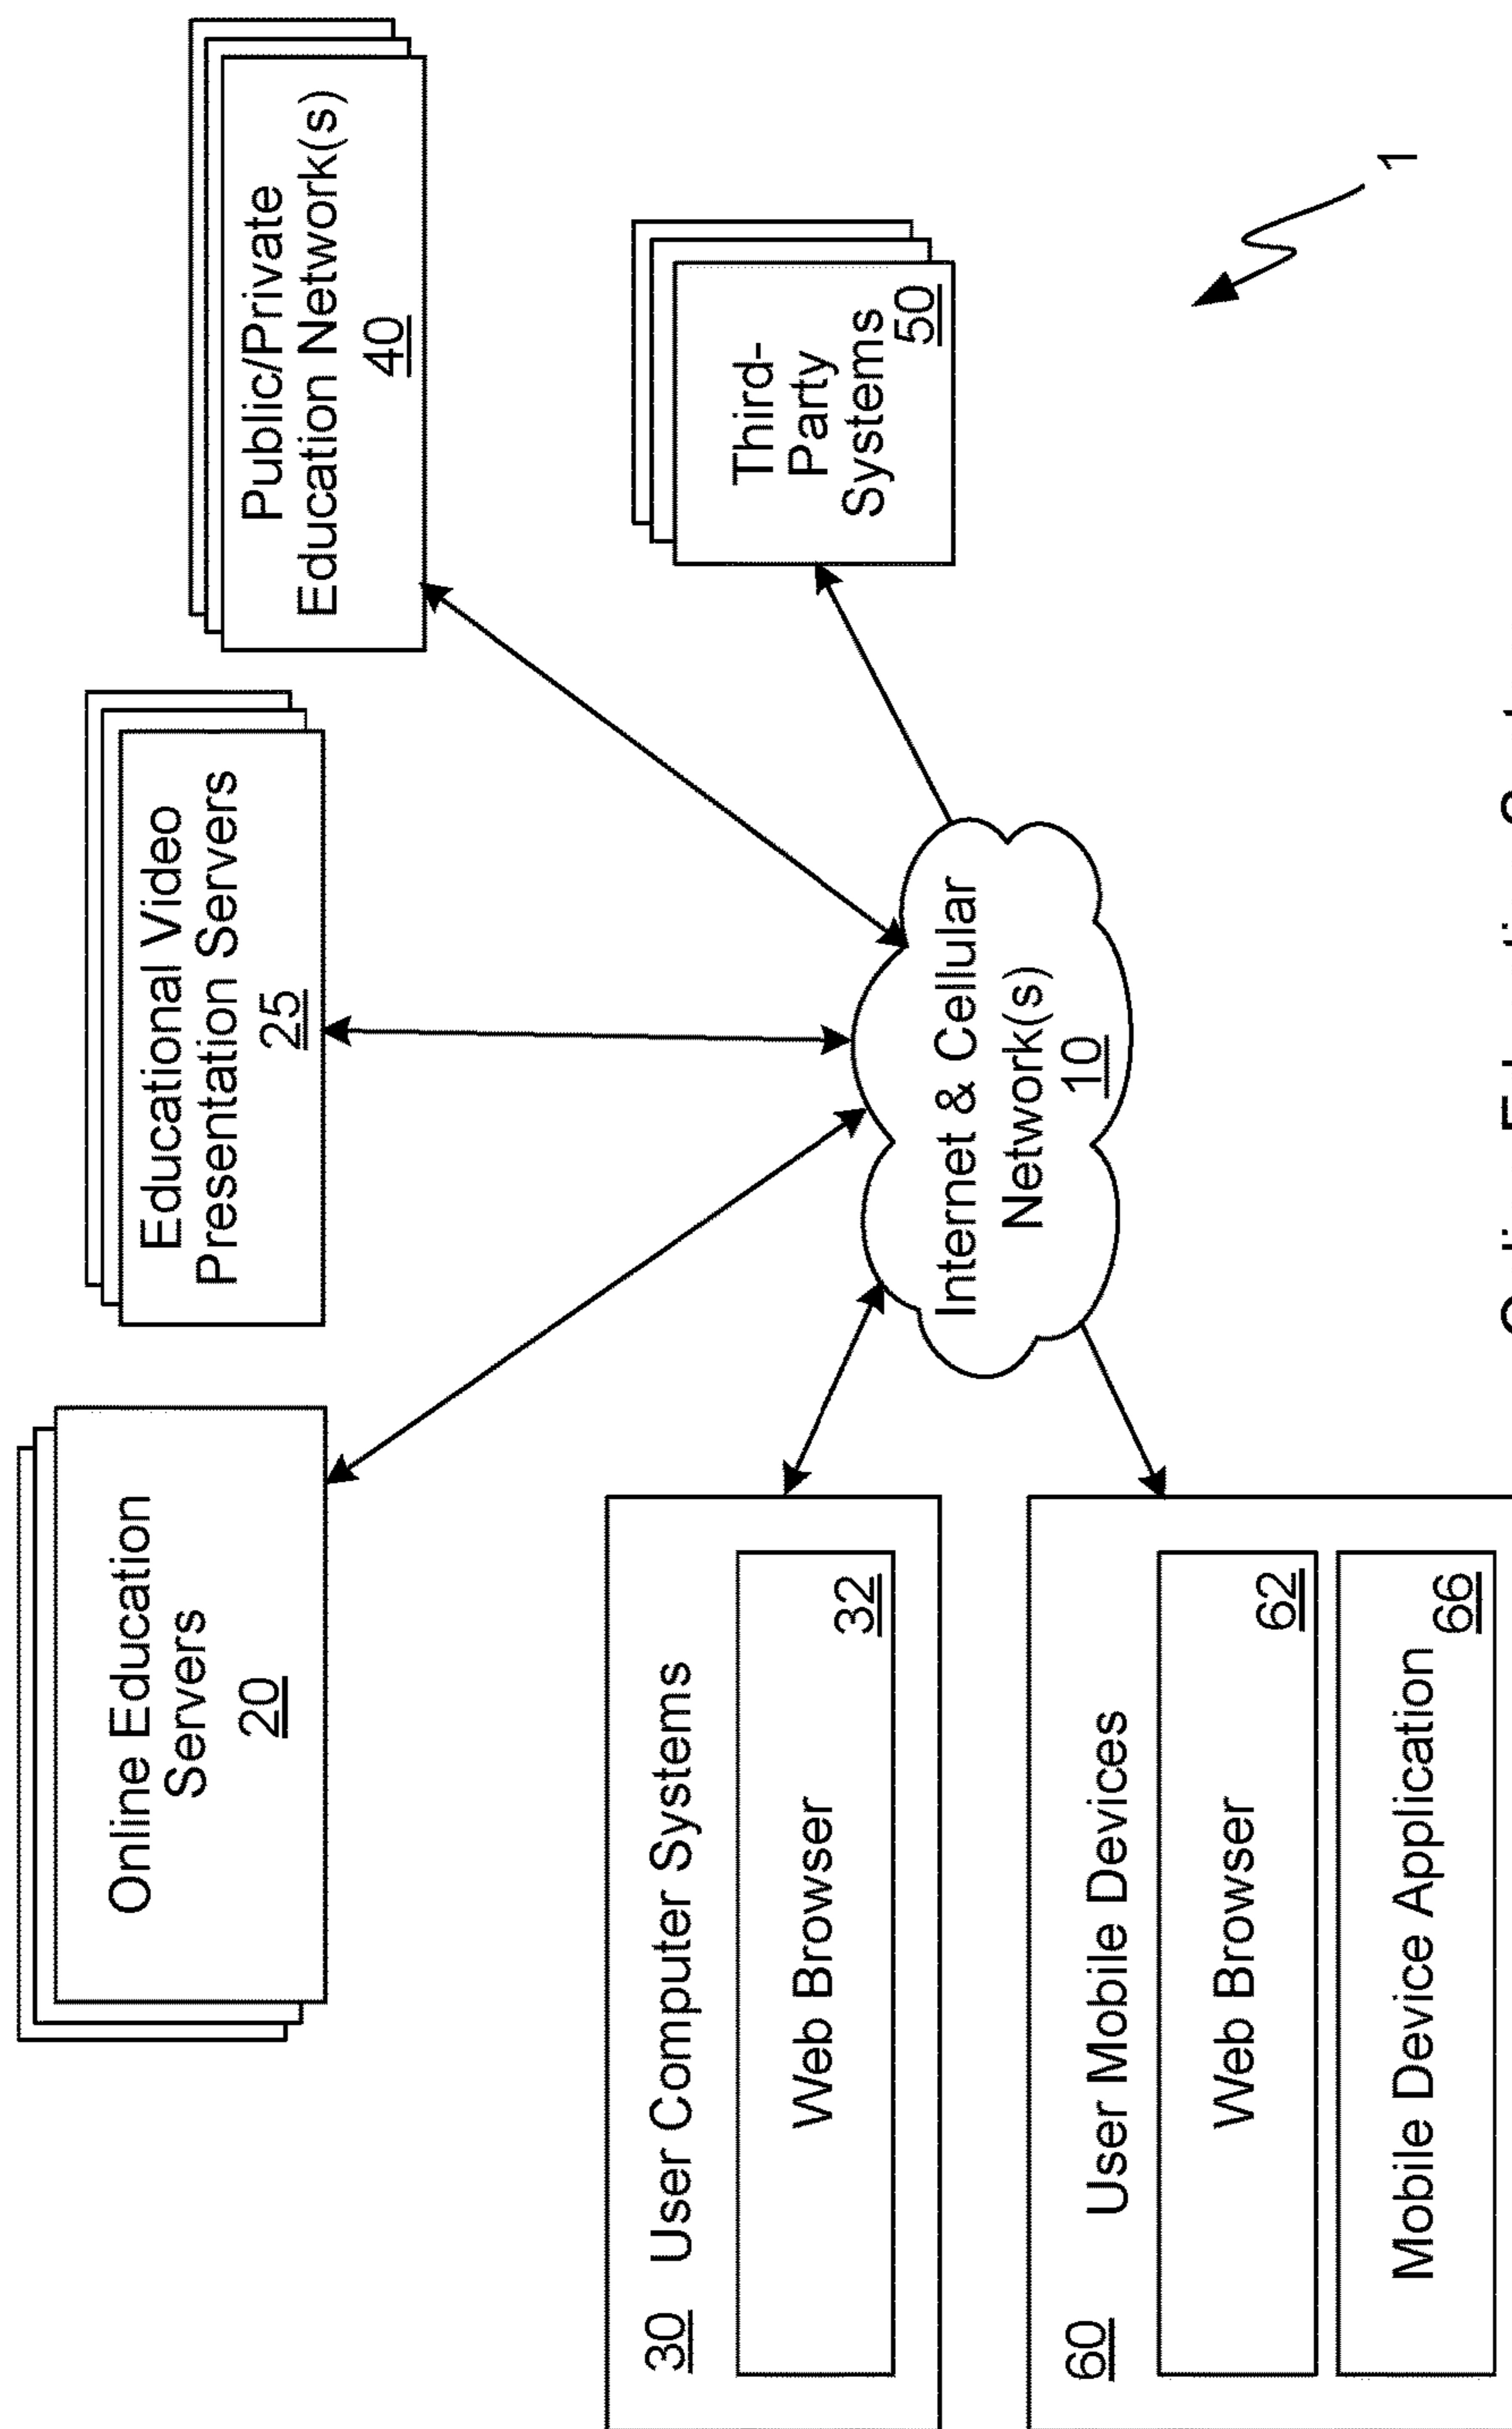 Online Education
Servers
20
Educational Video
Presentation Servers
25
Public/Private
Education Network(s)
40
30 User Computer Systems
Web Browser
32
Internet & Cellular
Network(s)
10
Third-
Party
Systems
50
60 User Mobile Devices
Web Browser
62
Mobile Device Application
66
1